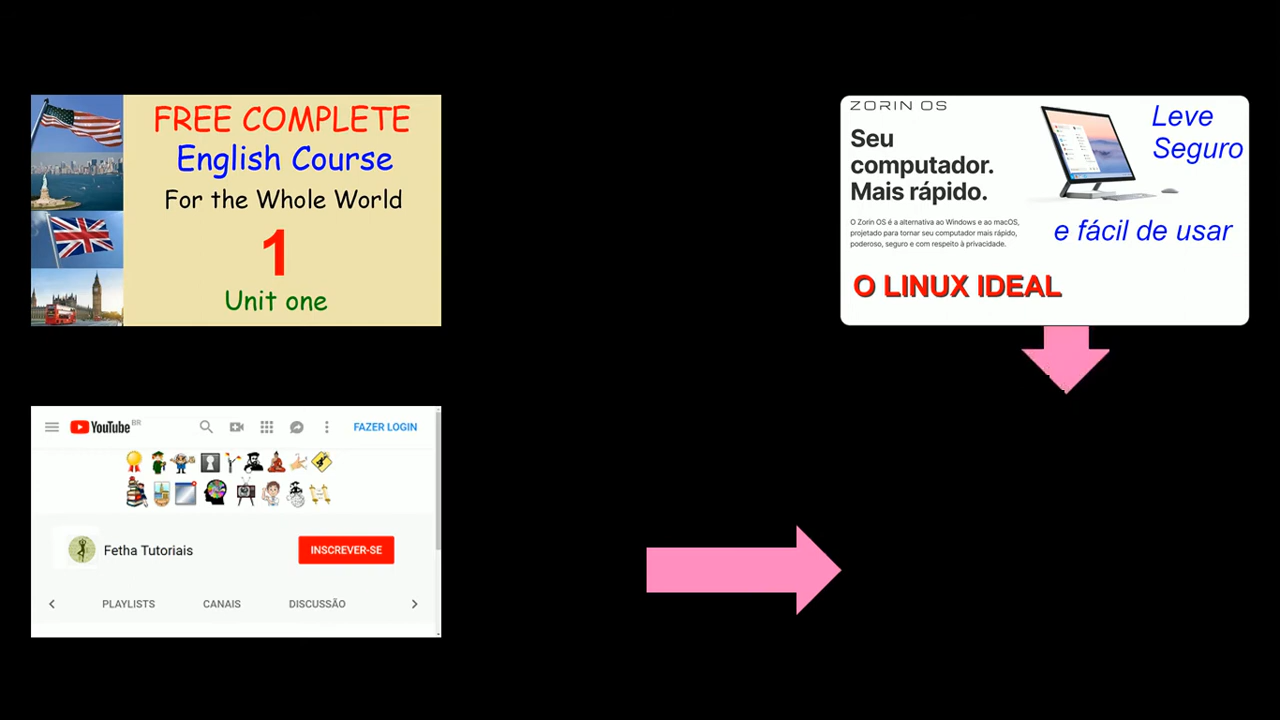 FREE COMPLETE
English Course
For the Whole World
1
Unit one
ZORIN OS
Seu
computador.
Mais rápido.
O Zorin OS é a alternativa ao Windows e ao macOS,
projetado para tornar seu computador mais rápido,
poderoso, seguro e com respeito à privacidade.
Leve
Seguro
e fácil de usar
O LINUX IDEAL
YouTube BR
FAZER LOGIN
Fetha Tutoriais
INSCREVER-SE
PLAYLISTS CANAIS DISCUSSÃO